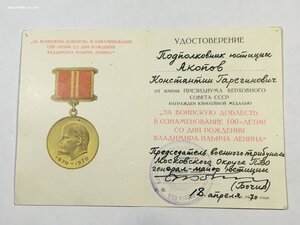 "ЗА ВОИНСКУЮ ДОБЛЕСТЬ. В ОЗНАМЕНОВАНИЕ
100-ЛЕТИЯ СО ДНЯ РОЖДЕНИЯ
ВЛАДИМИРА ИЛЬИЧА ЛЕНИНА"
1870-1970
УДОСТОВЕРЕНИЕ
Подполковник юстиции
Акопов
Константин Гарегинович
ОТ ИМЕНИ ПРЕЗИДИУМА ВЕРХОВНОГО
СОВЕТА СССР
НАГРАЖДЕН ЮБИЛЕЙНОЙ МЕДАЛЬЮ
"ЗА ВОИНСКУЮ ДОБЛЕСТЬ.
В ОЗНАМЕНОВАНИЕ 100-ЛЕТИЯ
СО ДНЯ РОЖДЕНИЯ
ВЛАДИМИРА ИЛЬИЧА ЛЕНИНА"
Председатель военного трибунала
Московского Округа ПВО
генерал-майор юстиции
М.П.
18 апреля 1970